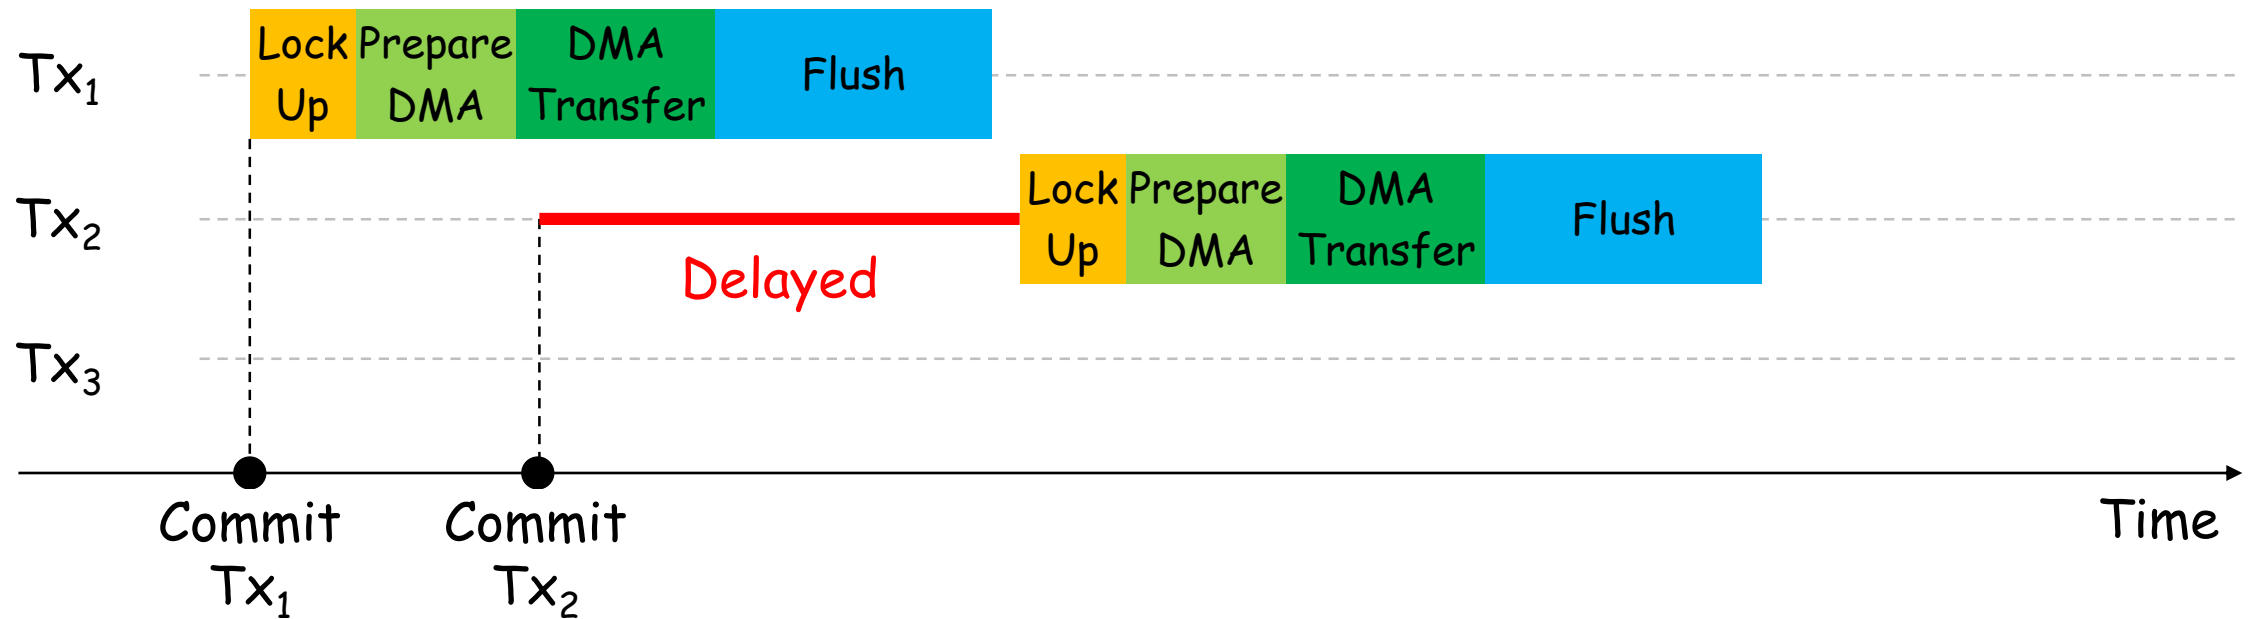 Tx1
Lock Up
Prepare DMA
DMA Transfer
Flush
Tx2
Delayed
Lock Up
Prepare DMA
DMA Transfer
Flush
Tx3
Commit Tx1
Commit Tx2
Time